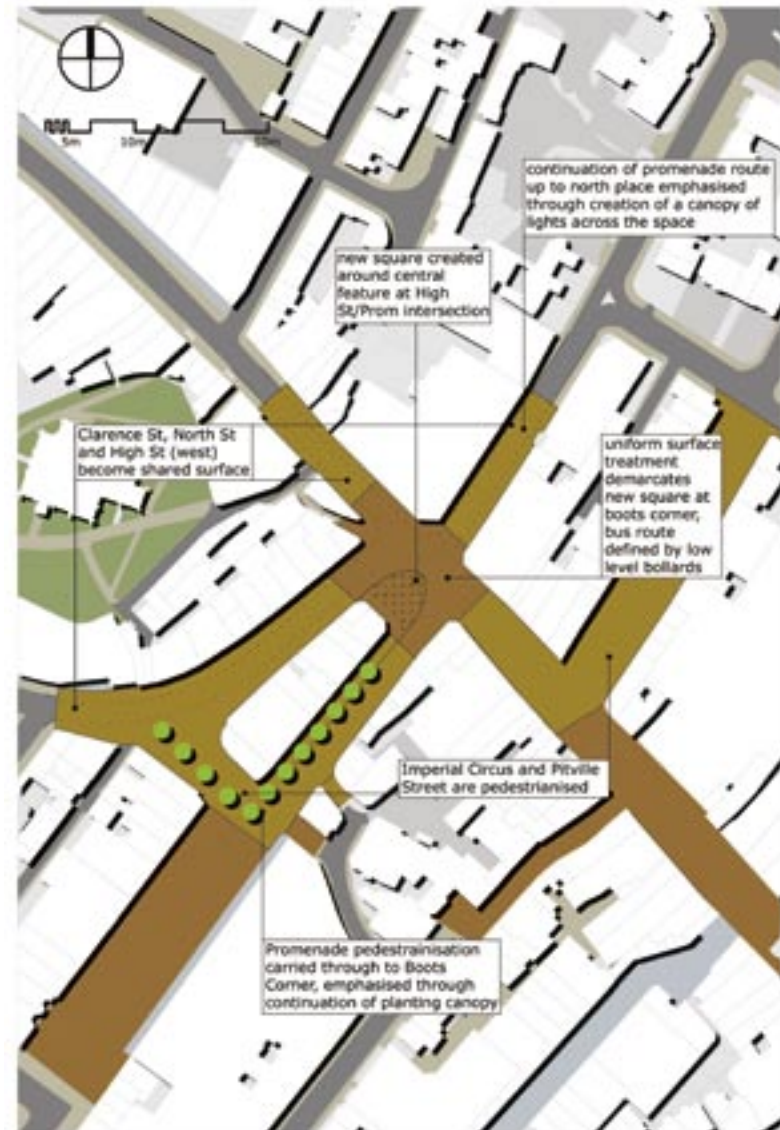 5m 10m 50m
continuation of promenade route
up to north place emphasised
through creation of a canopy of
lights across the space
new square created
around central
feature at High
St/Prom intersection
Clarence St, North St
and High St (west)
become shared surface
uniform surface
treatment
demarcates
new square at
boots corner,
bus route
defined by low
level bollards
Imperial Circus and Pitville
Street are pedestrianised
Promenade pedestrainisation
carried through to Boots
Corner, emphasised through
continuation of planting canopy